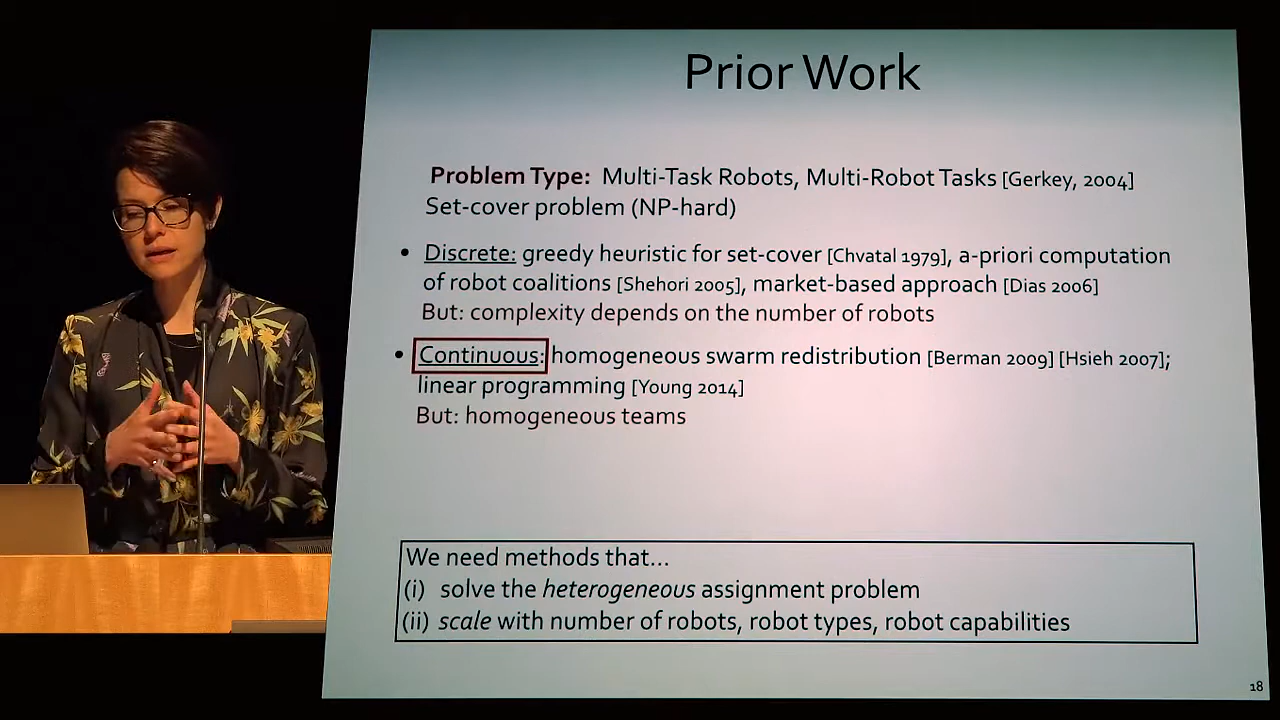 Prior Work
Problem Type: Multi-Task Robots, Multi-Robot Tasks [Gerkey, 2004]
Set-cover problem (NP-hard)
• Discrete: greedy heuristic for set-cover [Chvatal 1979], a-priori computation
of robot coalitions [Shehori 2005], market-based approach [Dias 2006]
But: complexity depends on the number of robots
• Continuous: homogeneous swarm redistribution [Berman 2009] [Hsieh 2007];
linear programming [Young 2014]
But: homogeneous teams
We need methods that...
(i) solve the heterogeneous assignment problem
(ii) scale with number of robots, robot types, robot capabilities
18